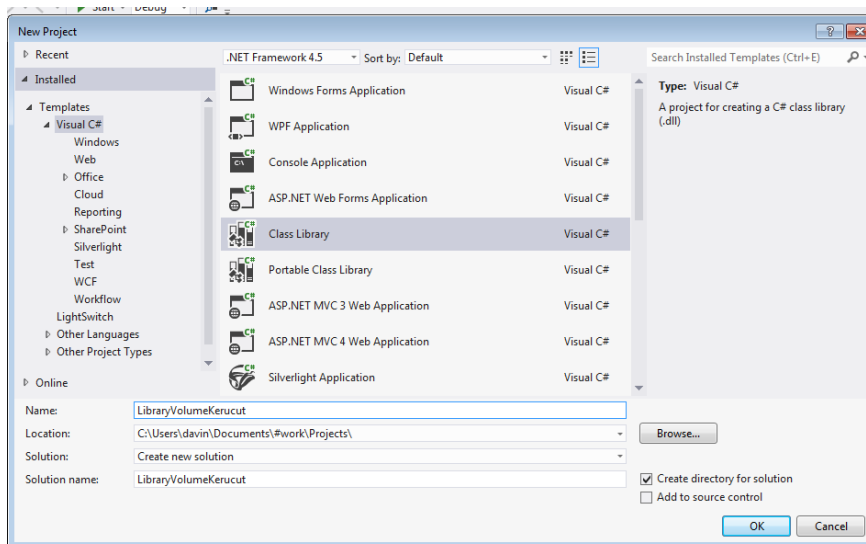 Start
Debug
New Project
Recent
.NET Framework 4.5
Sort by: Default
Search Installed Templates (Ctrl+E)
Installed
Templates
Visual C#
Windows
Web
Office
Cloud
Reporting
SharePoint
Silverlight
Test
WCF
Workflow
LightSwitch
Other Languages
Other Project Types
Online
Windows Forms Application Visual C#
WPF Application Visual C#
Console Application Visual C#
ASP.NET Web Forms Application Visual C#
Class Library Visual C#
Portable Class Library Visual C#
ASP.NET MVC 3 Web Application Visual C#
ASP.NET MVC 4 Web Application Visual C#
Silverlight Application Visual C#
Type: Visual C#
A project for creating a C# class library
(.dll)
Name: LibraryVolumeKerucut
Location: C:\Users\davin\Documents\#work\Projects\
Browse...
Solution: Create new solution
Solution name: LibraryVolumeKerucut
Create directory for solution
Add to source control
OK Cancel